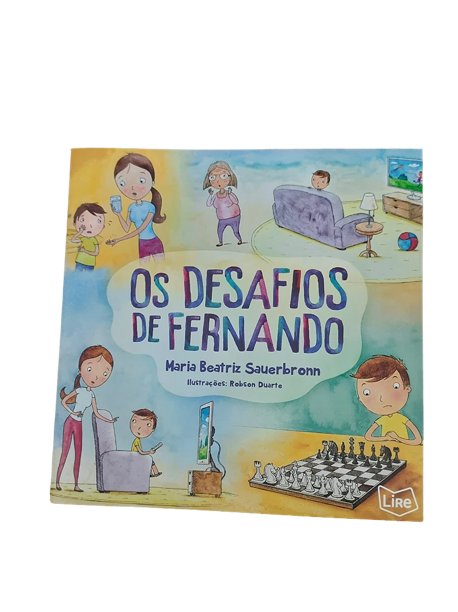 OS DESAFIOS
DE FERNANDO
Maria Beatriz Sauerbronn
Ilustrações: Robson Duarte
LiRe